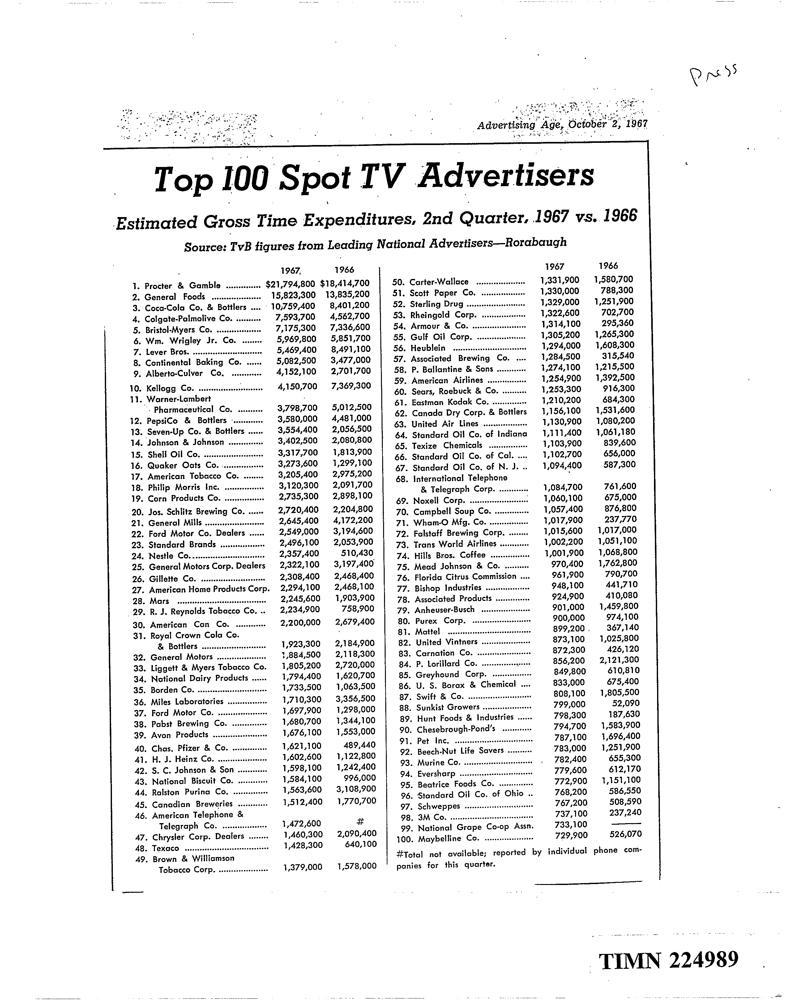 Press
Advertising Age, October 2, 1967
Top 100 Spot TV Advertisers
Estimated Gross Time Expenditures, 2nd Quarter, 1967 vs. 1966
Source: TvB figures from Leading National Advertisers—Rorabaugh
1967 1966
1. Procter & Gamble ............. $21,794,800 $18,414,700
2. General Foods ................... 15,823,300 13,835,200
3. Coca-Cola Co. & Bottlers .... 10,759,400 8,401,200
4. Colgate-Palmolive Co. .......... 7,593,700 4,562,700
5. Bristol-Myers Co. ................. 7,175,300 7,336,600
6. Wm. Wrigley Jr. Co. ........ 5,969,800 5,851,700
7. Lever Bros. .......................... 5,469,400 8,491,100
8. Continental Baking Co. ...... 5,082,500 3,477,000
9. Alberto-Culver Co. ............ 4,152,100 2,701,700
10. Kellogg Co. ......................... 4,150,700 7,369,300
11. Warner-Lambert
Pharmaceutical Co. .......... 3,798,700 5,012,500
12. PepsiCo & Bottlers .............. 3,580,000 4,481,000
13. Seven-Up Co. & Bottlers ...... 3,554,400 2,056,500
14. Johnson & Johnson ............. 3,402,500 2,080,800
15. Shell Oil Co. ........................ 3,317,700 1,813,900
16. Quaker Oats Co. ................ 3,273,600 1,299,100
17. American Tobacco Co. ........ 3,205,400 2,975,200
18. Philip Morris Inc. ............... 3,120,300 2,091,700
19. Corn Products Co. ............... 2,735,300 2,898,100
20. Jos. Schlitz Brewing Co. ...... 2,720,400 2,204,800
21. General Mills ....................... 2,645,400 4,172,200
22. Ford Motor Co. Dealers ...... 2,549,000 3,194,600
23. Standard Brands .................. 2,496,100 2,053,900
24. Nestle Co............................. 2,357,400 510,430
25. General Motors Corp. Dealers 2,322,100 3,197,400
26. Gillette Co. ......................... 2,308,400 2,468,400
27. American Home Products Corp. 2,294,100 2,468,100
28. Mars .................................. 2,245,600 1,903,900
29. R. J. Reynolds Tobacco Co. .. 2,234,900 758,900
30. American Can Co. ............. 2,200,000 2,679,400
31. Royal Crown Cola Co.
& Bottlers ........................ 1,923,300 2,184,900
32. General Motors .................... 1,884,500 2,118,300
33. Liggett & Myers Tobacco Co. 1,805,200 2,720,000
34. National Dairy Products ...... 1,794,400 1,620,700
35. Borden Co. .......................... 1,733,500 1,063,500
36. Miles Laboratories ............... 1,710,300 3,356,500
37. Ford Motor Co. .................... 1,697,900 1,298,000
38. Pabst Brewing Co. .............. 1,680,700 1,344,100
39. Avon Products ..................... 1,676,100 1,553,000
40. Chas. Pfizer & Co. .............. 1,621,100 489,440
41. H. J. Heinz Co. .................... 1,602,600 1,122,800
42. S. C. Johnson & Son ........... 1,598,100 1,242,400
43. National Biscuit Co. ............ 1,584,100 996,000
44. Ralston Purina Co. .............. 1,563,600 3,108,900
45. Canadian Breweries ............ 1,512,400 1,770,700
46. American Telephone &
Telegraph Co. ................. 1,472,600 #
47. Chrysler Corp. Dealers ........ 1,460,300 2,090,400
48. Texaco ................................ 1,428,300 640,100
49. Brown & Williamson
Tobacco Corp. ................... 1,379,000 1,578,000
1967 1966
50. Carter-Wallace ................... 1,331,900 1,580,700
51. Scott Paper Co. ................. 1,330,000 788,300
52. Sterling Drug ....................... 1,329,000 1,251,900
53. Rheingold Corp. ................. 1,322,600 702,700
54. Armour & Co. ..................... 1,314,100 295,360
55. Gulf Oil Corp. .................... 1,305,200 1,265,300
56. Heublein ............................. 1,294,000 1,608,300
57. Associated Brewing Co. .... 1,284,500 315,540
58. P. Ballantine & Sons ........... 1,274,100 1,215,500
59. American Airlines ............... 1,254,900 1,392,500
60. Sears, Roebuck & Co. .......... 1,253,300 916,300
61. Eastman Kodak Co. ............. 1,210,200 684,300
62. Canada Dry Corp. & Bottlers 1,156,100 1,531,600
63. United Air Lines ................. 1,130,900 1,080,200
64. Standard Oil Co. of Indiana 1,111,400 1,061,180
65. Texize Chemicals ............... 1,103,900 839,600
66. Standard Oil Co. of Cal. .... 1,102,700 656,000
67. Standard Oil Co. of N. J. .. 1,094,400 587,300
68. International Telephone
& Telegraph Corp. ............ 1,084,700 761,600
69. Noxell Corp. ........................ 1,060,100 675,000
70. Campbell Soup Co. ............. 1,057,400 876,800
71. Wham-O Mfg. Co. ............... 1,017,900 237,770
72. Falstaff Brewing Corp. ........ 1,015,600 1,017,000
73. Trans World Airlines ............ 1,002,200 1,051,100
74. Hills Bros. Coffee ............... 1,001,900 1,068,800
75. Mead Johnson & Co. .......... 970,400 1,762,800
76. Florida Citrus Commission .... 961,900 790,700
77. Bishop Industries ................. 948,100 441,710
78. Associated Products ............ 924,900 410,080
79. Anheuser-Busch ................... 901,000 1,459,800
80. Purex Corp. ........................ 900,000 974,100
81. Mattel ................................ 899,200 367,140
82. United Vintners ................... 873,100 1,025,800
83. Carnation Co. ...................... 872,300 426,120
84. P. Lorillard Co. .................... 856,200 2,121,300
85. Greyhound Corp. ................ 849,800 610,810
86. U. S. Borax & Chemical .... 833,000 675,400
87. Swift & Co. ......................... 808,100 1,805,500
88. Sunkist Growers .................. 799,000 52,090
89. Hunt Foods & Industries ...... 798,300 187,630
90. Chesebrough-Pond's ............ 794,700 1,583,900
91. Pet Inc. ............................... 787,100 1,696,400
92. Beech-Nut Life Savers .......... 783,000 1,251,900
93. Murine Co. .......................... 782,400 655,300
94. Eversharp ............................ 779,600 612,170
95. Beatrice Foods Co. .............. 772,900 1,151,100
96. Standard Oil Co. of Ohio .. 768,200 586,550
97. Schweppes .......................... 767,200 508,590
98. 3M Co. ................................ 737,100 237,240
99. National Grape Co-op Assn. 733,100 ———
100. Maybelline Co. ................... 729,900 526,070
#Total not available; reported by individual phone com-
panies for this quarter.
TIMN 224989